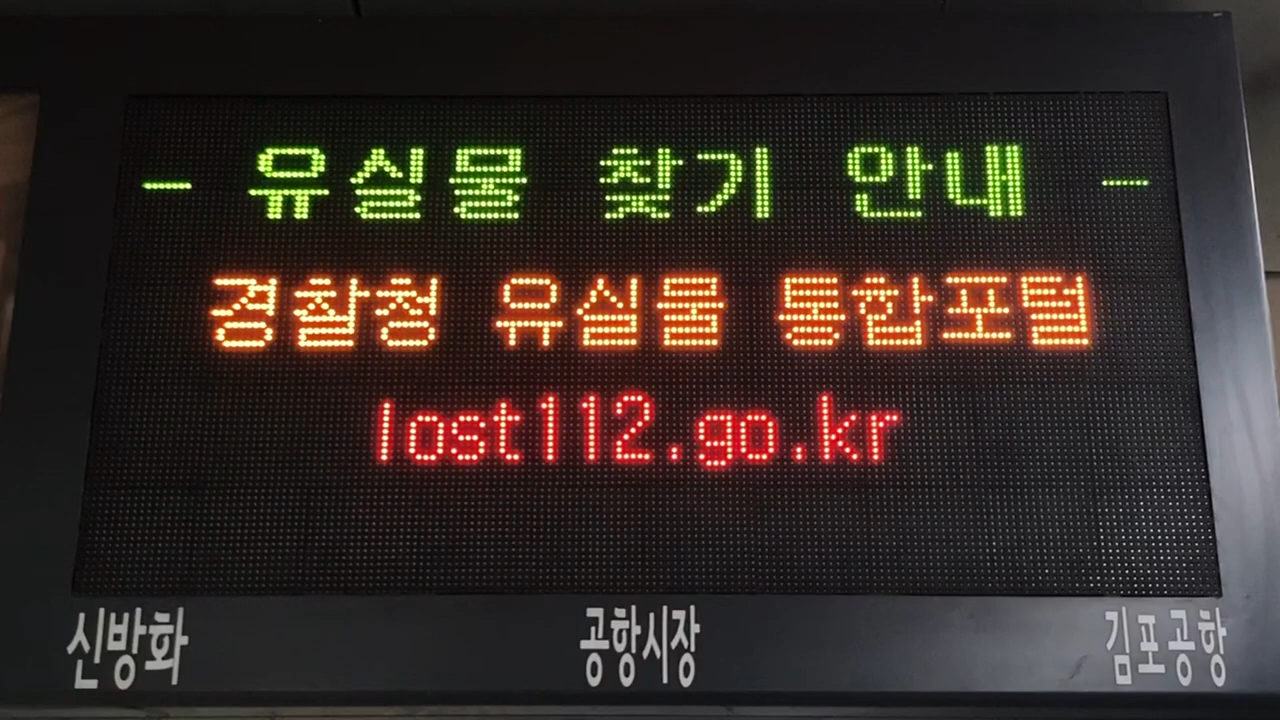 - 유실물 찾기 안내 -
경찰청 유실물 통합포털
lost112.go.kr
신방화 공항시장 김포공항